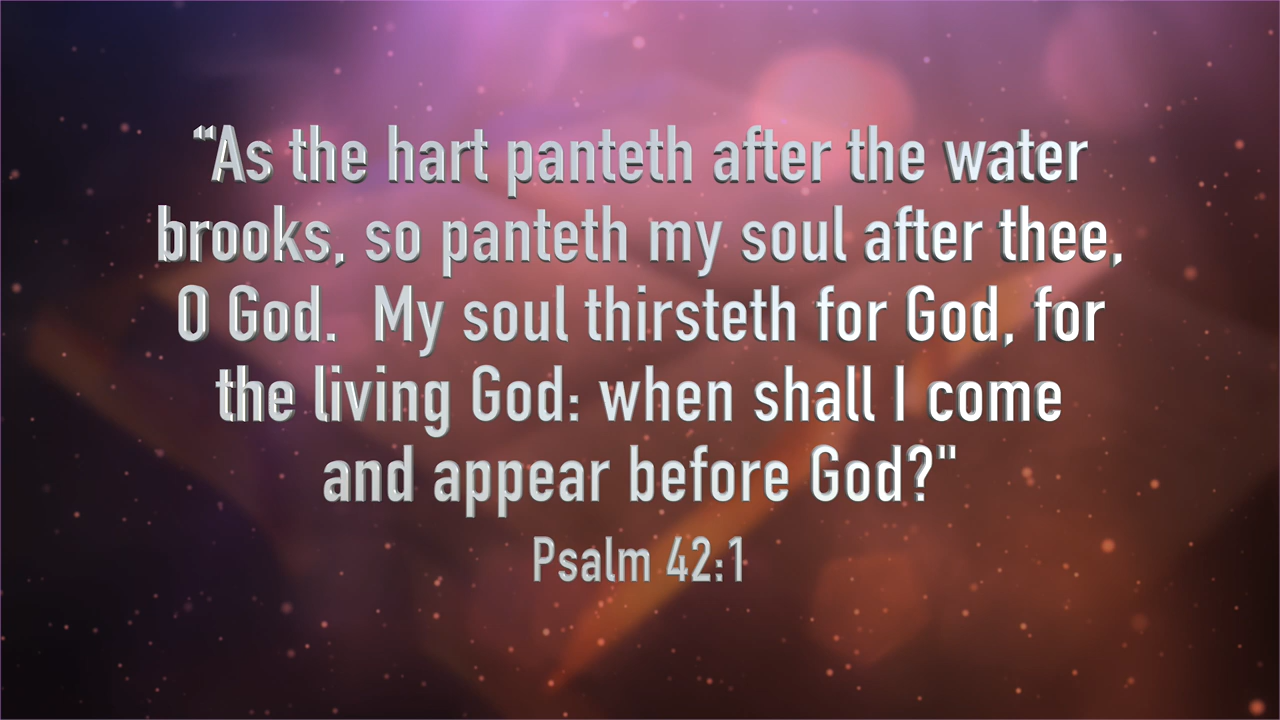 “As the hart panteth after the water
brooks, so panteth my soul after thee,
O God.  My soul thirsteth for God, for
the living God: when shall I come
and appear before God?"
Psalm 42:1